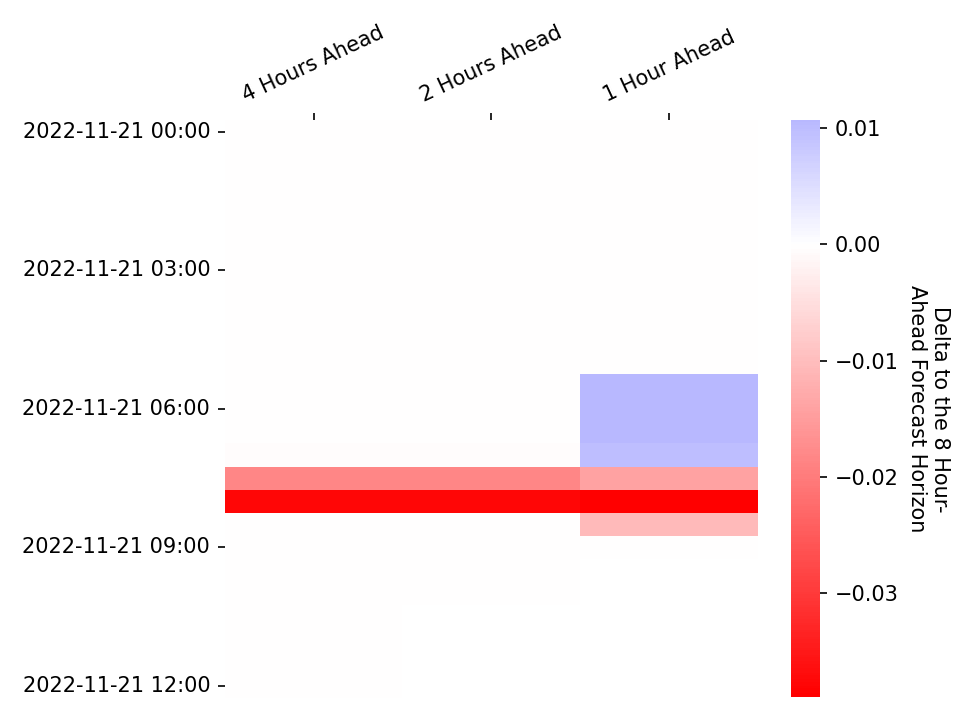 4 Hours Ahead
2 Hours Ahead
1 Hour Ahead
2022-11-21 00:00
2022-11-21 03:00
2022-11-21 06:00
2022-11-21 09:00
2022-11-21 12:00
0.01
0.00
−0.01
−0.02
−0.03
Delta to the 8 Hour-
Ahead Forecast Horizon